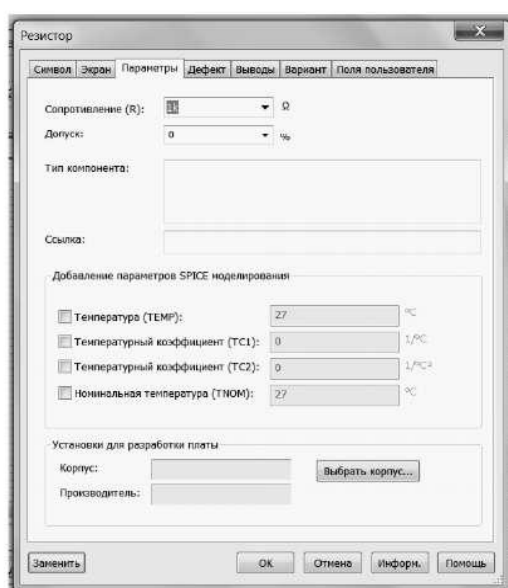 Резистор
Символ Экран Параметры Дефект Выводы Вариант Поля пользователя
Сопротивление (R): 1k Ω
Допуск: 0 %
Тип компонента:
Ссылка:
Добавление параметров SPICE моделирования
Температура (TEMP): 27 °C
Температурный коэффициент (TC1): 0 1/°C
Температурный коэффициент (TC2): 0 1/°C²
Номинальная температура (TNOM): 27 °C
Установки для разработки платы
Корпус: Выбрать корпус...
Производитель:
Заменить OK Отмена Информ. Помощь